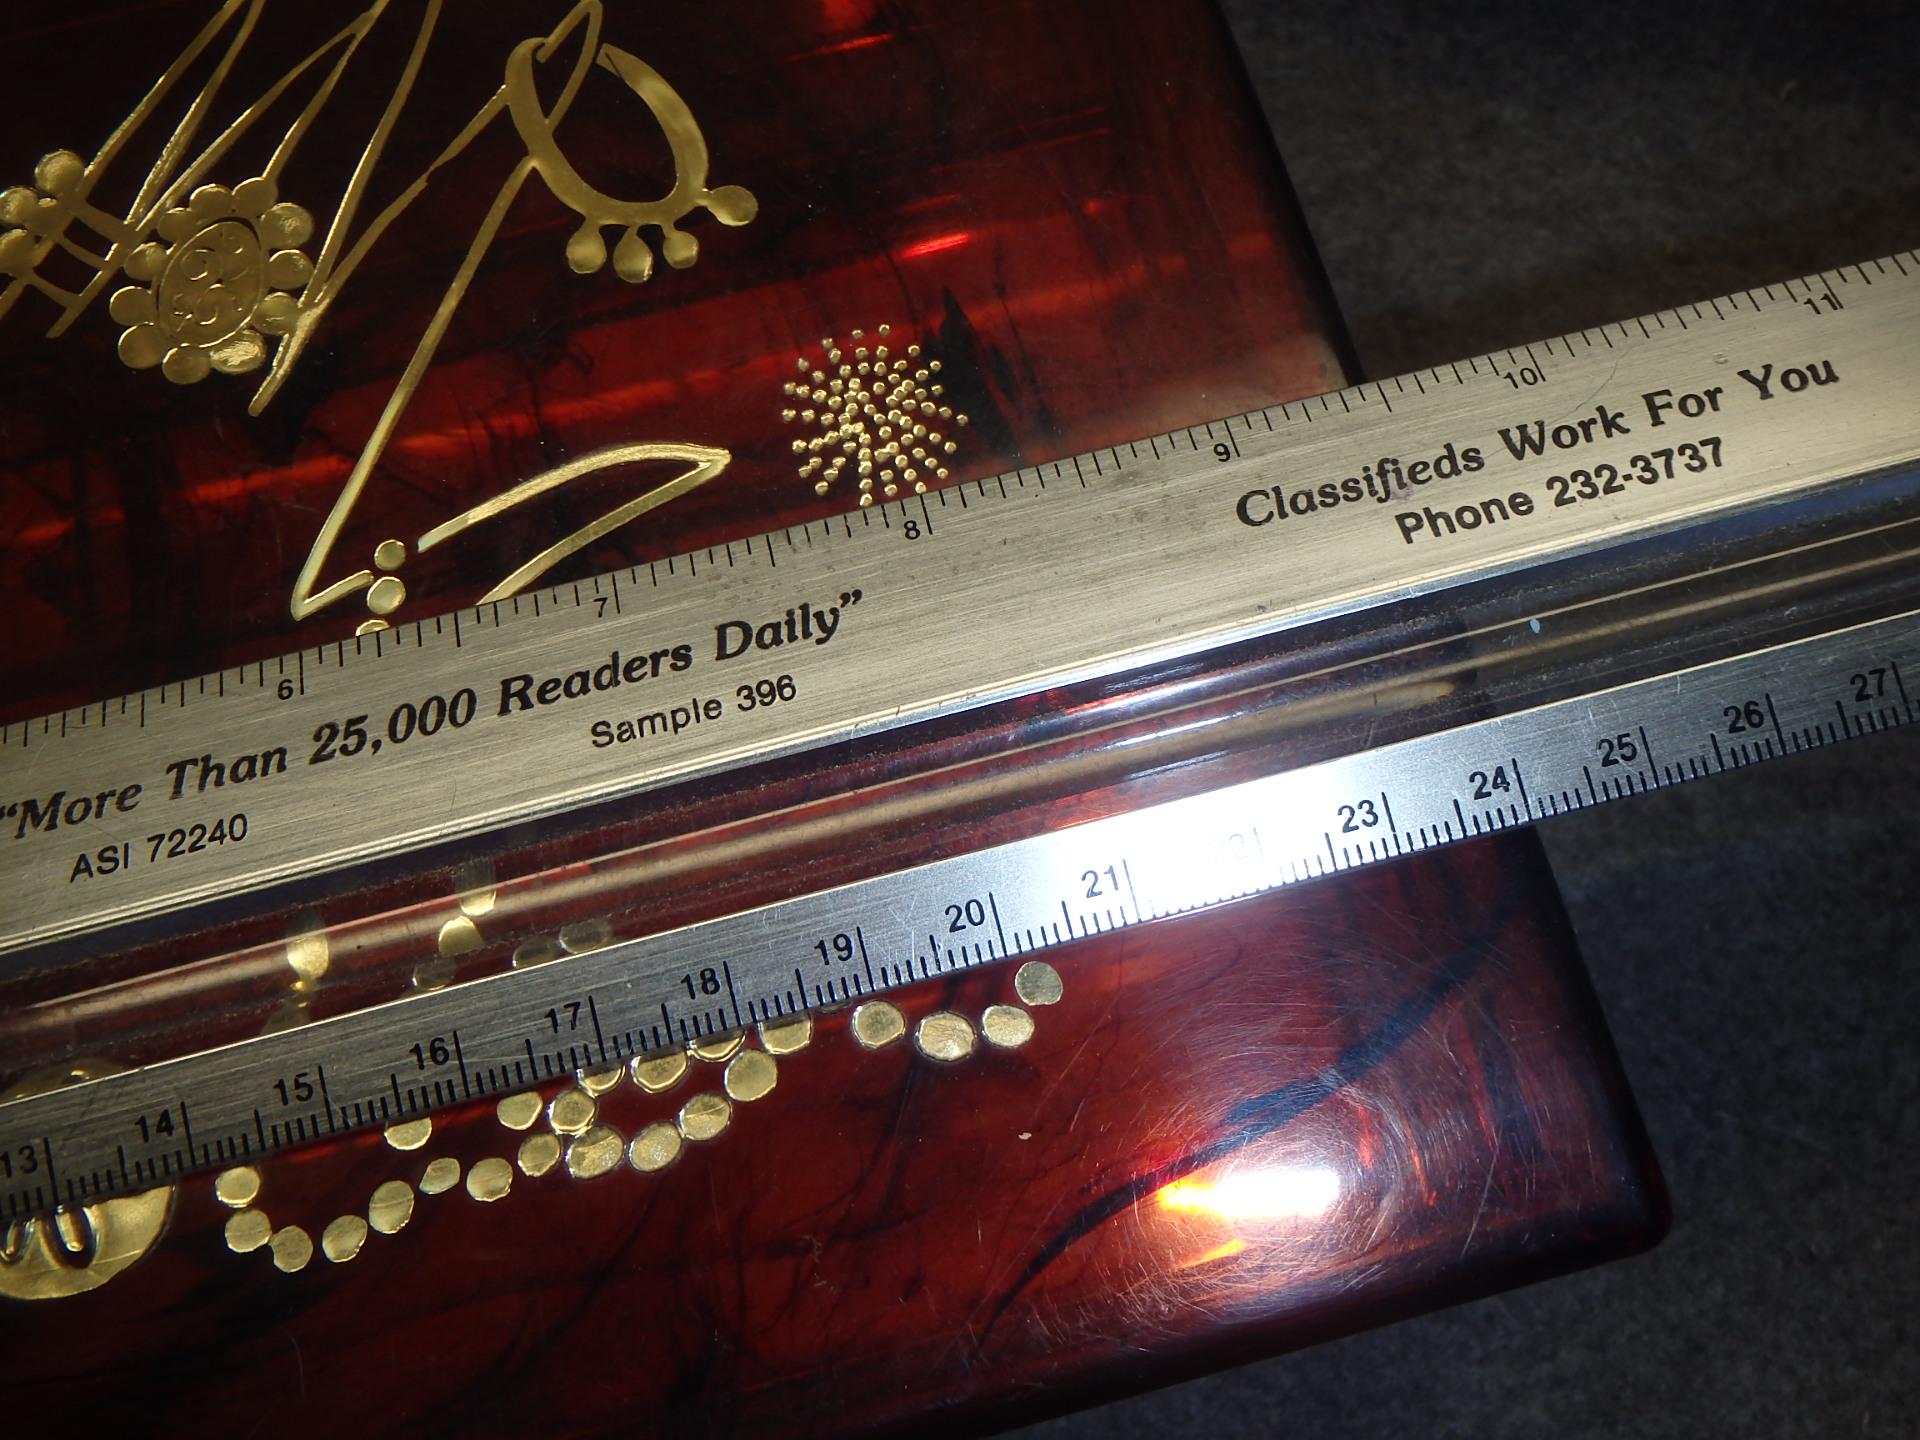 6 7 8 9 10 11
Classifieds Work For You
Phone 232-3737
“More Than 25,000 Readers Daily”
Sample 396
ASI 72240
13 14 15 16 17 18 19 20 21 22 23 24 25 26 27